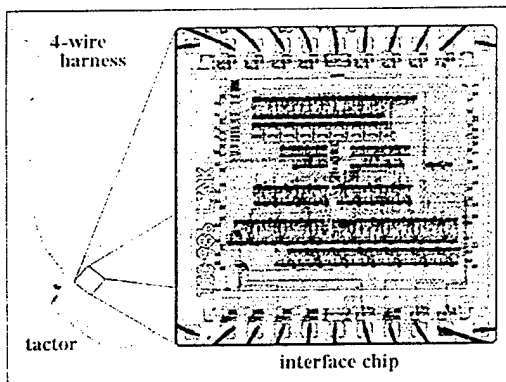 4-wire
harness
tactor
interface chip